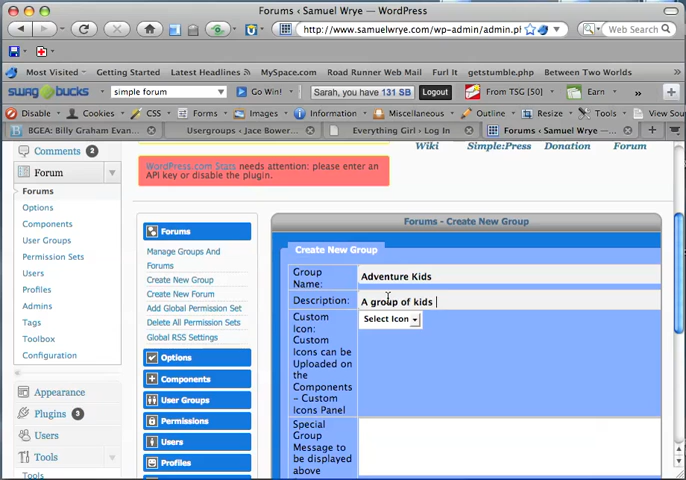 Forums ‹ Samuel Wrye — WordPress
http://www.samuelwrye.com/wp-admin/admin.pl
Web Search
Most Visited
Getting Started
Latest Headlines
MySpace.com
Road Runner Web Mail
Furl It
getstumble.php
Between Two Worlds
swagbucks
simple forum
Go Win!
Sarah, you have 131 SB
Logout
From TSG [50]
Earn
Disable
Cookies
CSS
Forms
Images
Information
Miscellaneous
Outline
Resize
Tools
BGEA: Billy Graham Evan...
Usergroups ‹ Jace Bower...
Everything Girl › Log In
Forums ‹ Samuel Wrye ...
Comments 2
Forum
Forums
Options
Components
User Groups
Permission Sets
Users
Profiles
Admins
Tags
Toolbox
Configuration
Appearance
Plugins 3
Users
Tools
Tools
Wiki
Simple:Press
Donation
Forum
WordPress.com Stats needs attention: please enter an
API key or disable the plugin.
Forums
Manage Groups And
Forums
Create New Group
Create New Forum
Add Global Permission Set
Delete All Permission Sets
Global RSS Settings
Options
Components
User Groups
Permissions
Users
Profiles
Forums - Create New Group
Create New Group
Group
Name:
Adventure Kids
Description:
A group of kids
Custom
Icon:
Select Icon
Custom
Icons can be
Uploaded on
the
Components
- Custom
Icons Panel
Special
Group
Message to
be displayed
above